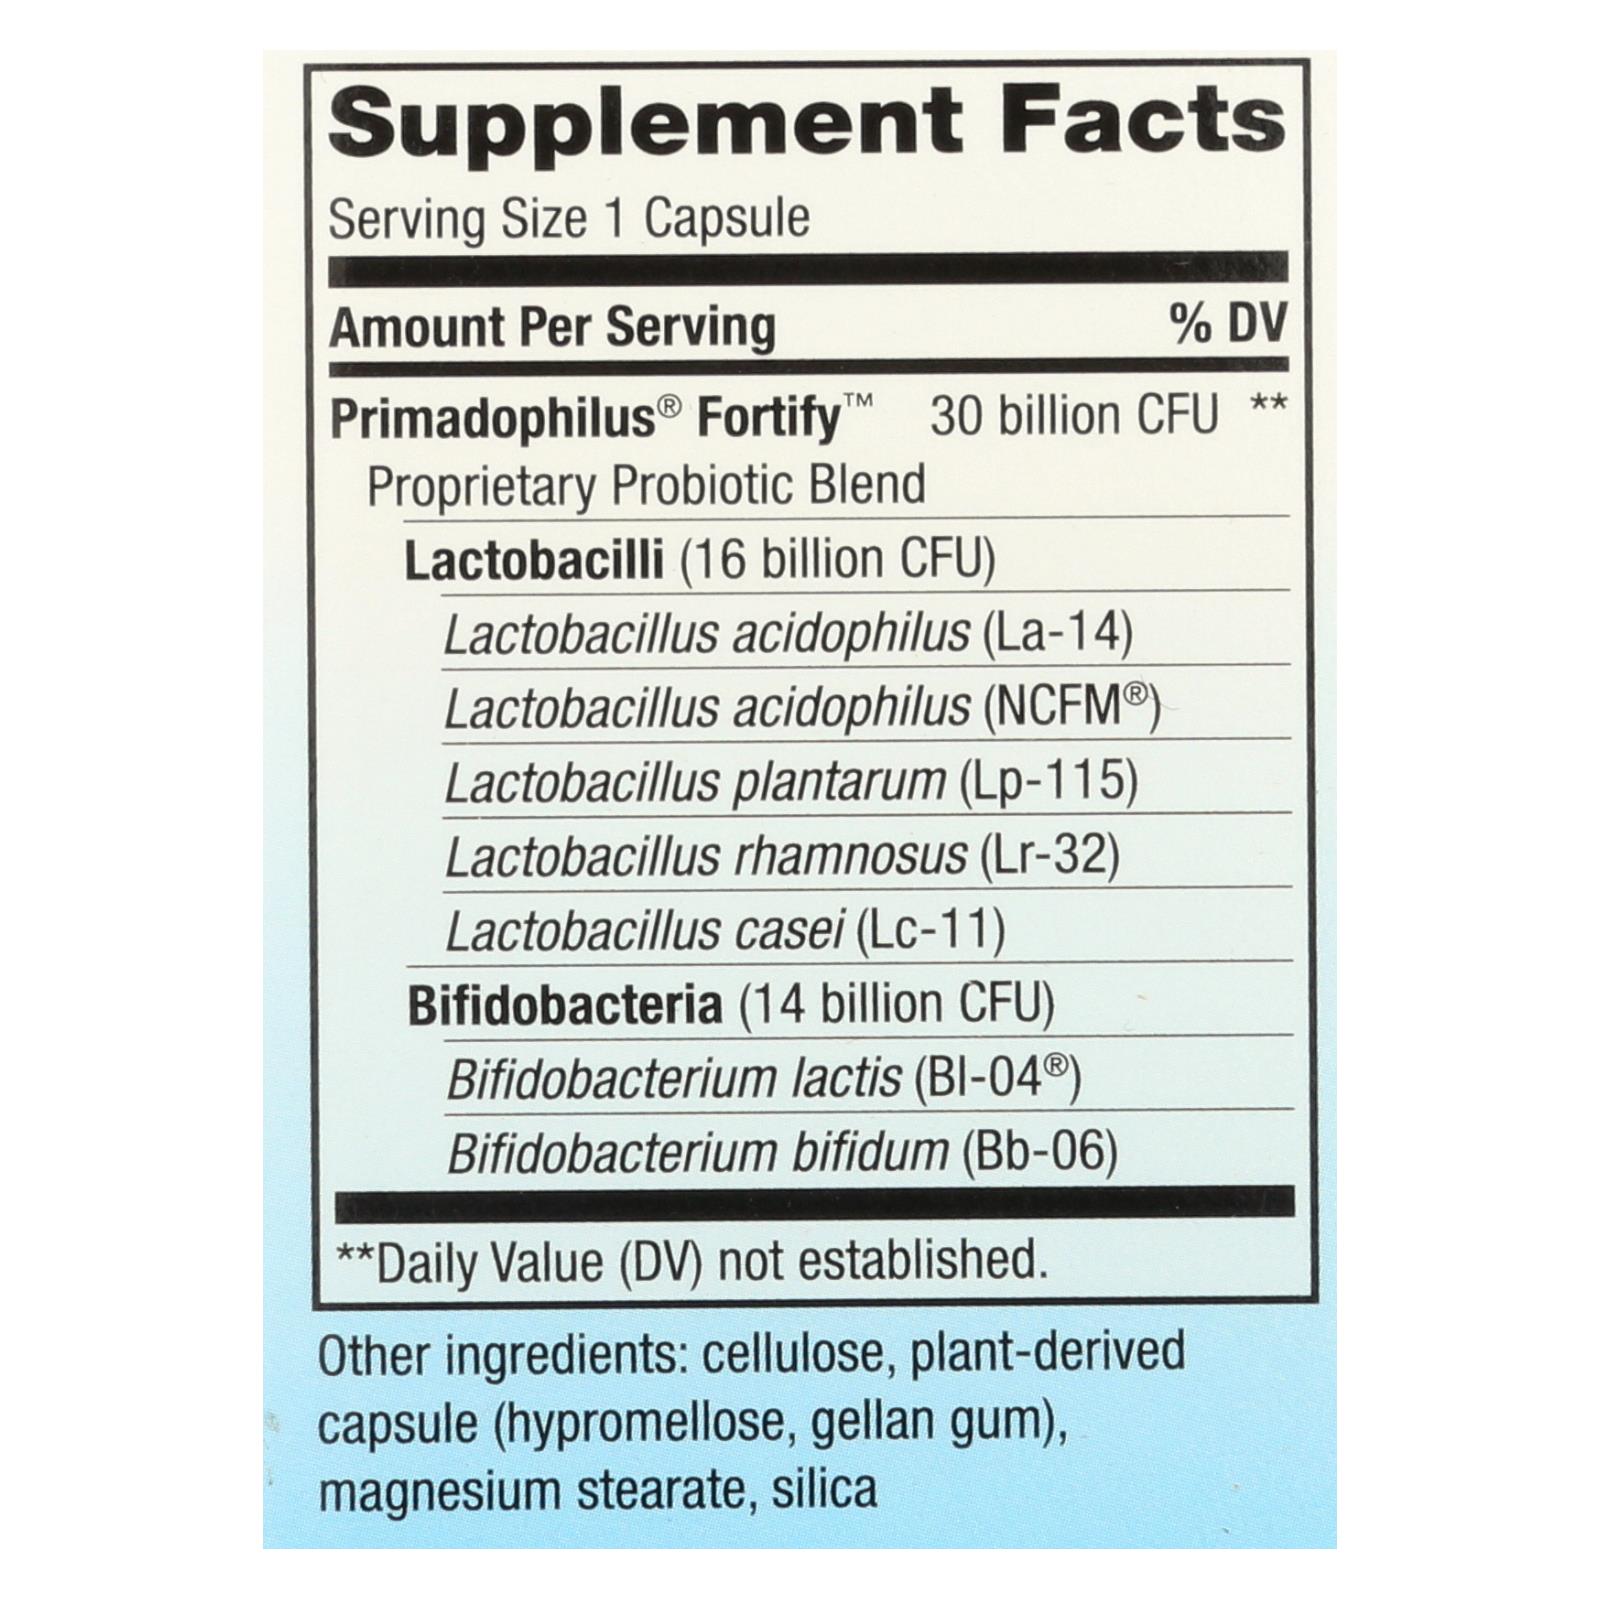 Supplement Facts
Serving Size 1 Capsule
Amount Per Serving % DV
Primadophilus® Fortify™ 30 billion CFU **
Proprietary Probiotic Blend
Lactobacilli (16 billion CFU)
Lactobacillus acidophilus (La-14)
Lactobacillus acidophilus (NCFM®)
Lactobacillus plantarum (Lp-115)
Lactobacillus rhamnosus (Lr-32)
Lactobacillus casei (Lc-11)
Bifidobacteria (14 billion CFU)
Bifidobacterium lactis (Bl-04®)
Bifidobacterium bifidum (Bb-06)
**Daily Value (DV) not established.
Other ingredients: cellulose, plant-derived
capsule (hypromellose, gellan gum),
magnesium stearate, silica